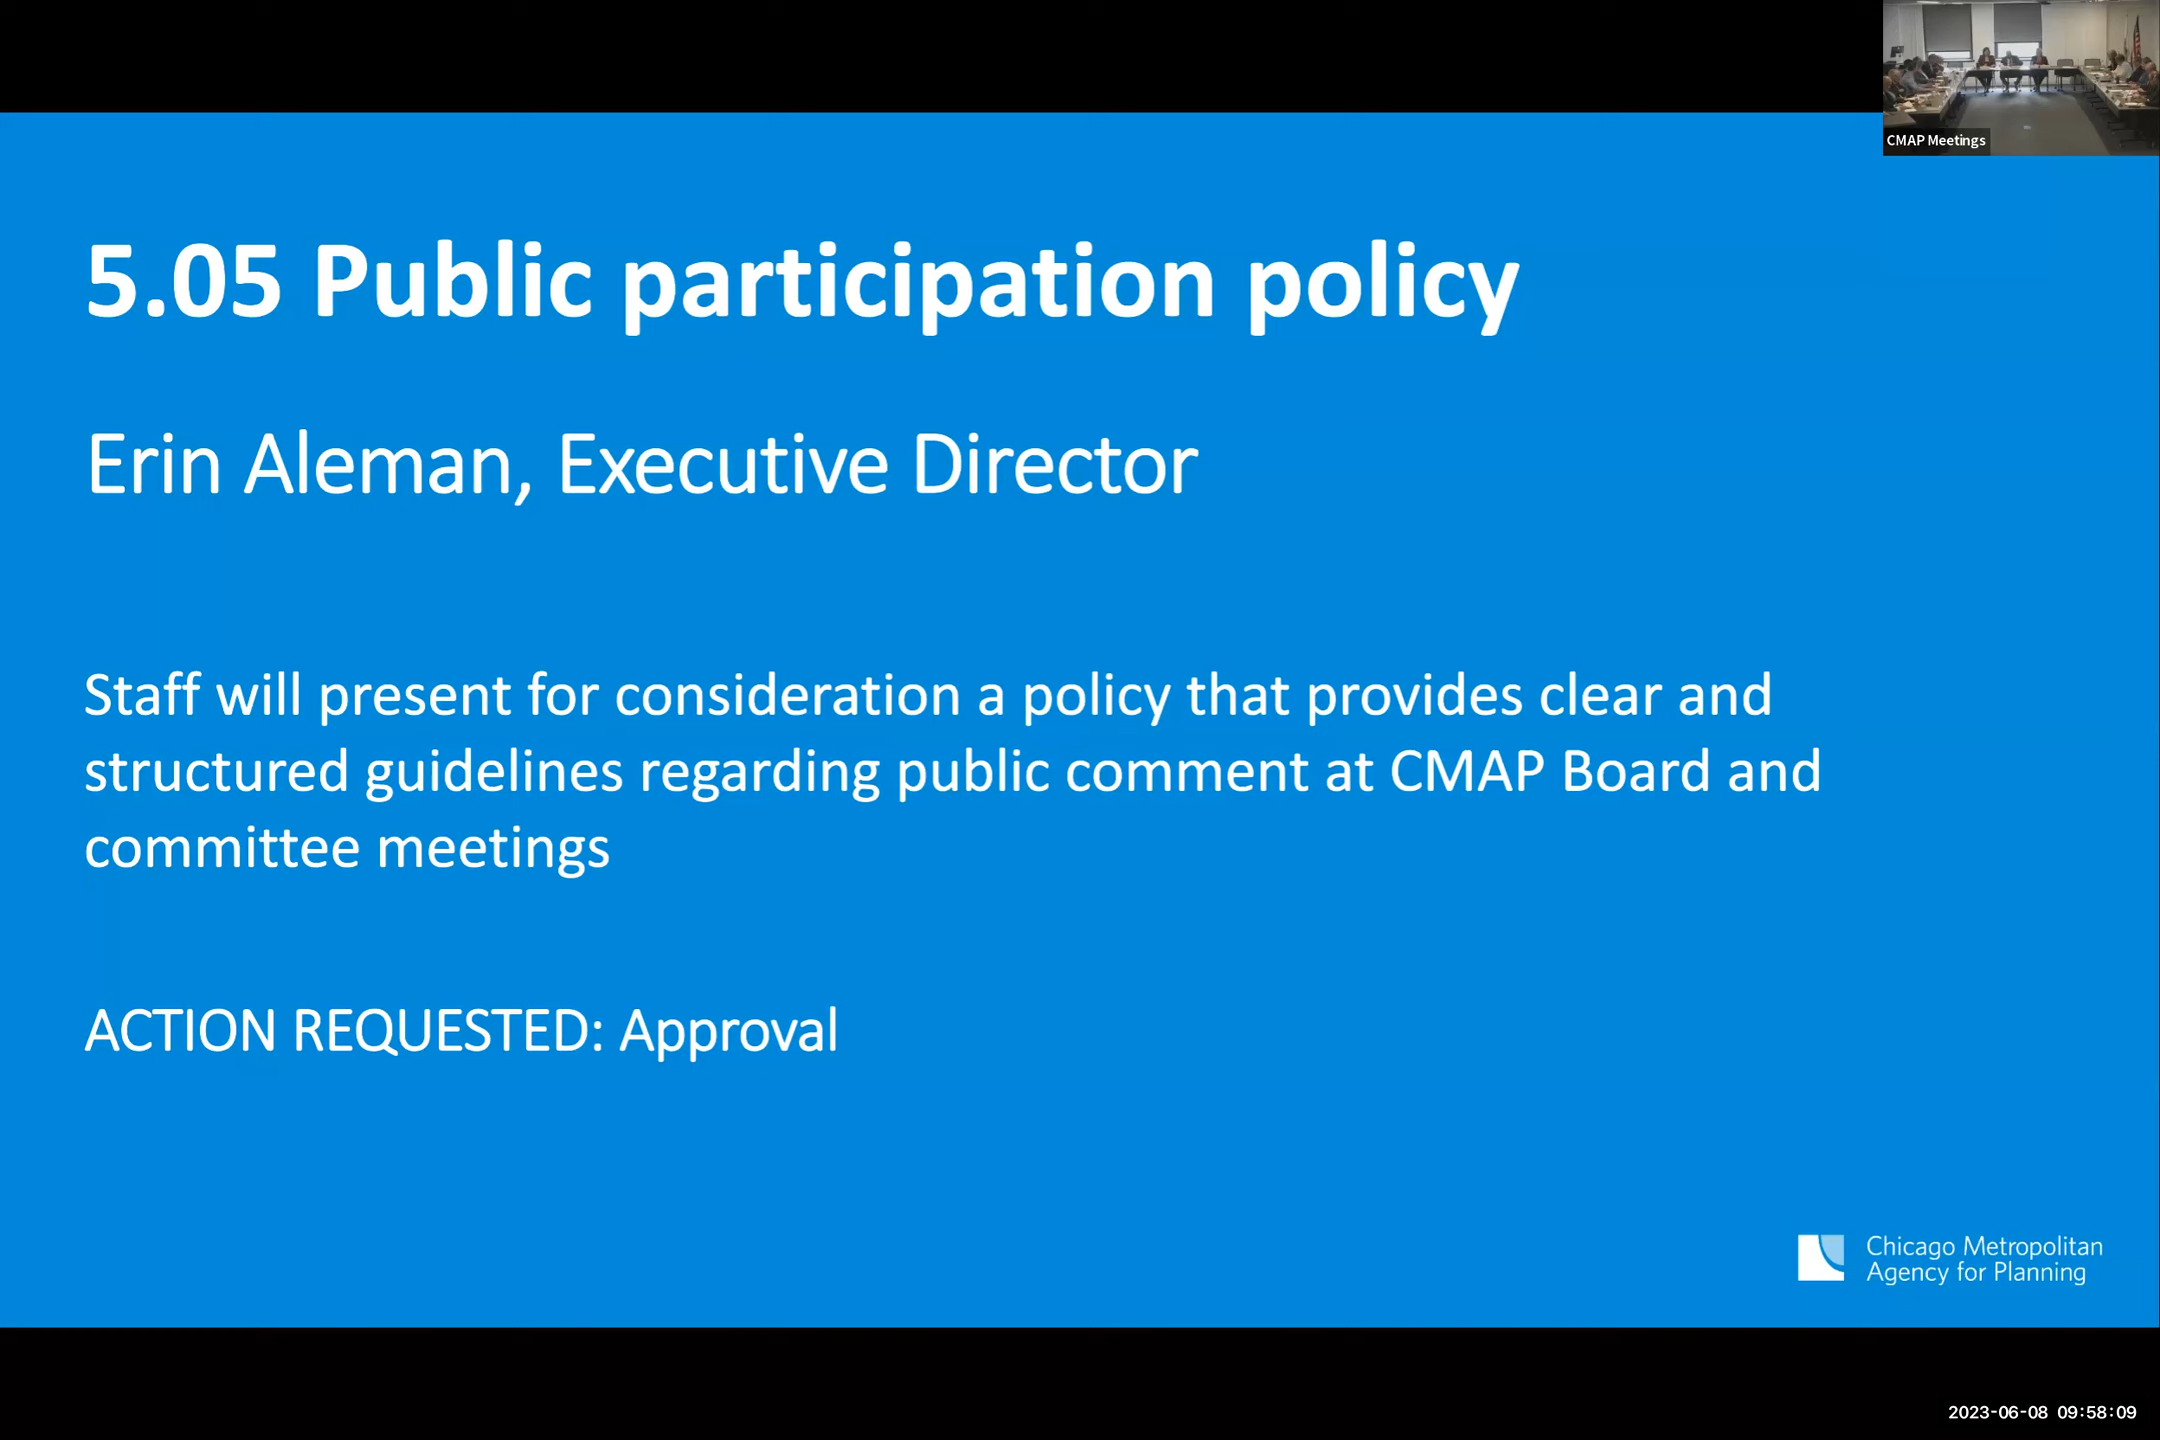 CMAP Meetings
5.05 Public participation policy
Erin Aleman, Executive Director
Staff will present for consideration a policy that provides clear and
structured guidelines regarding public comment at CMAP Board and
committee meetings
ACTION REQUESTED: Approval
Chicago Metropolitan
Agency for Planning
2023-06-08 09:58:09